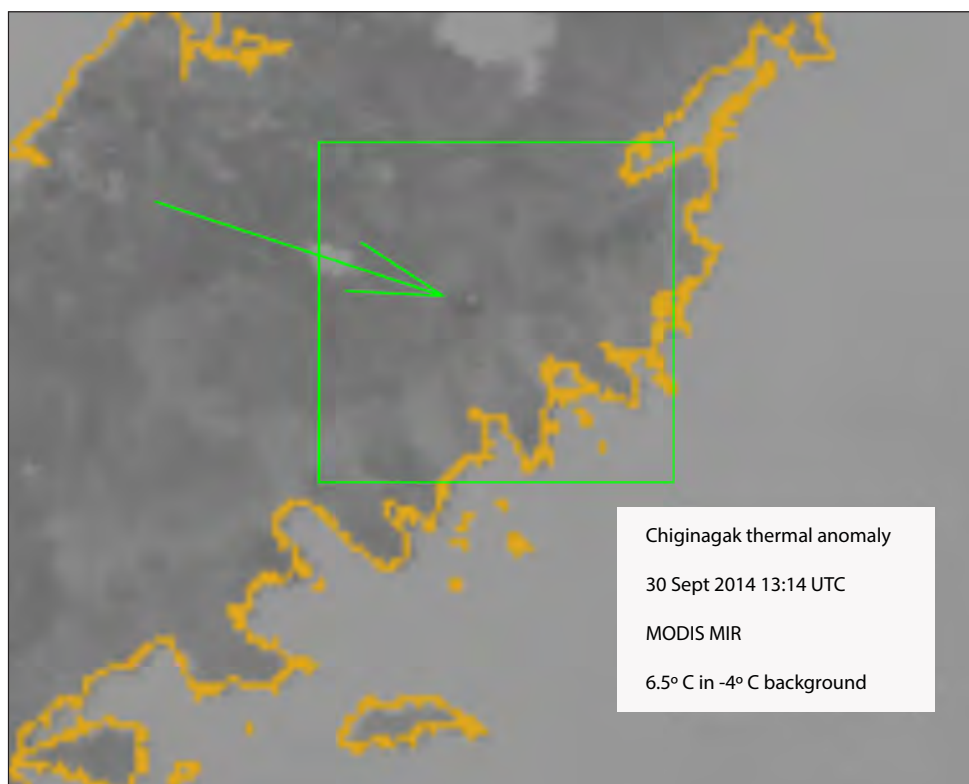 Chiginagak thermal anomaly
30 Sept 2014 13:14 UTC
MODIS MIR
6.5º C in -4º C background